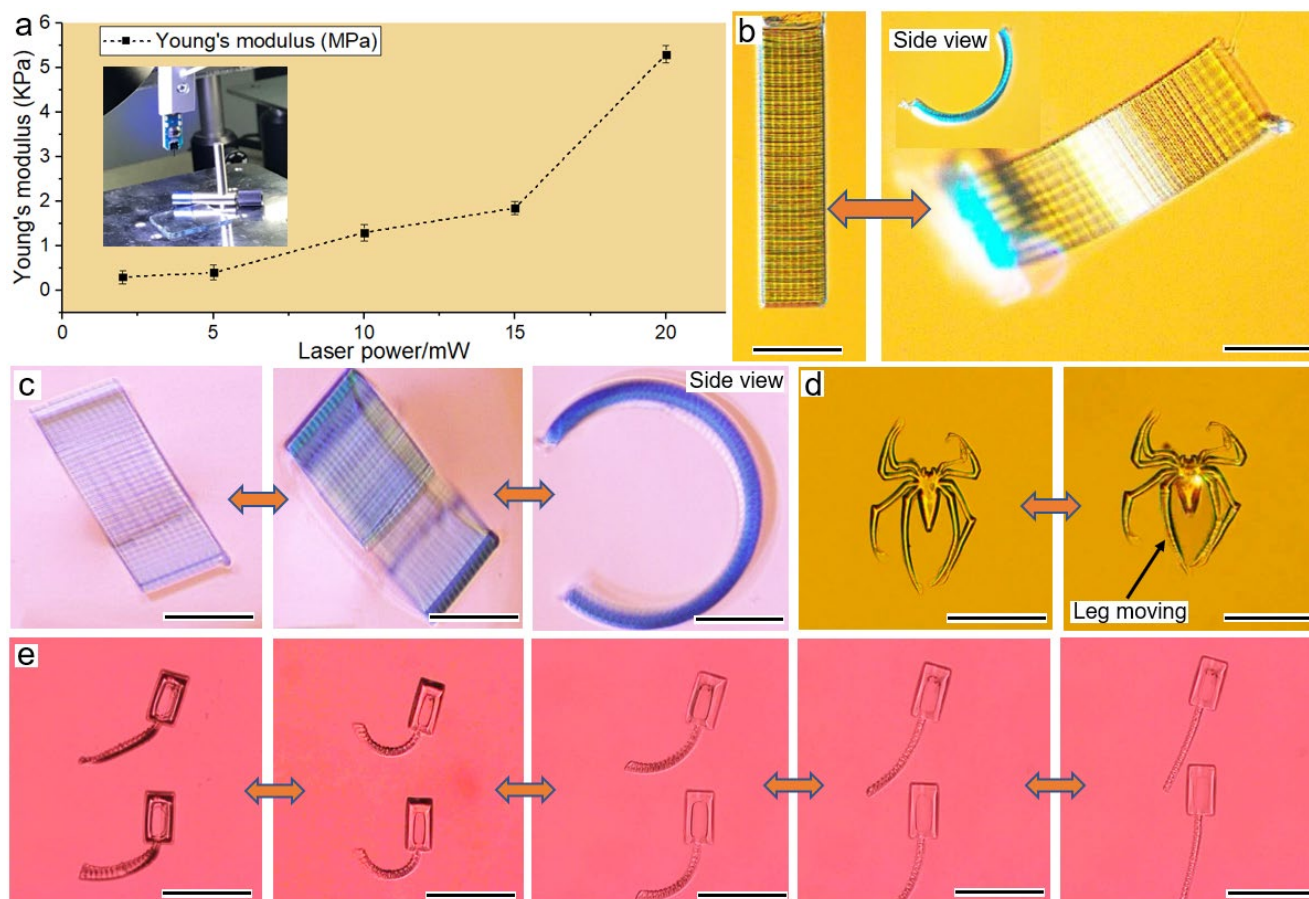 a
6
5
4
3
2
1
0
Young's modulus (KPa)
Young's modulus (MPa)
0
5
10
15
20
Laser power/mW
b
Side view
c
Side view
d
Leg moving
e